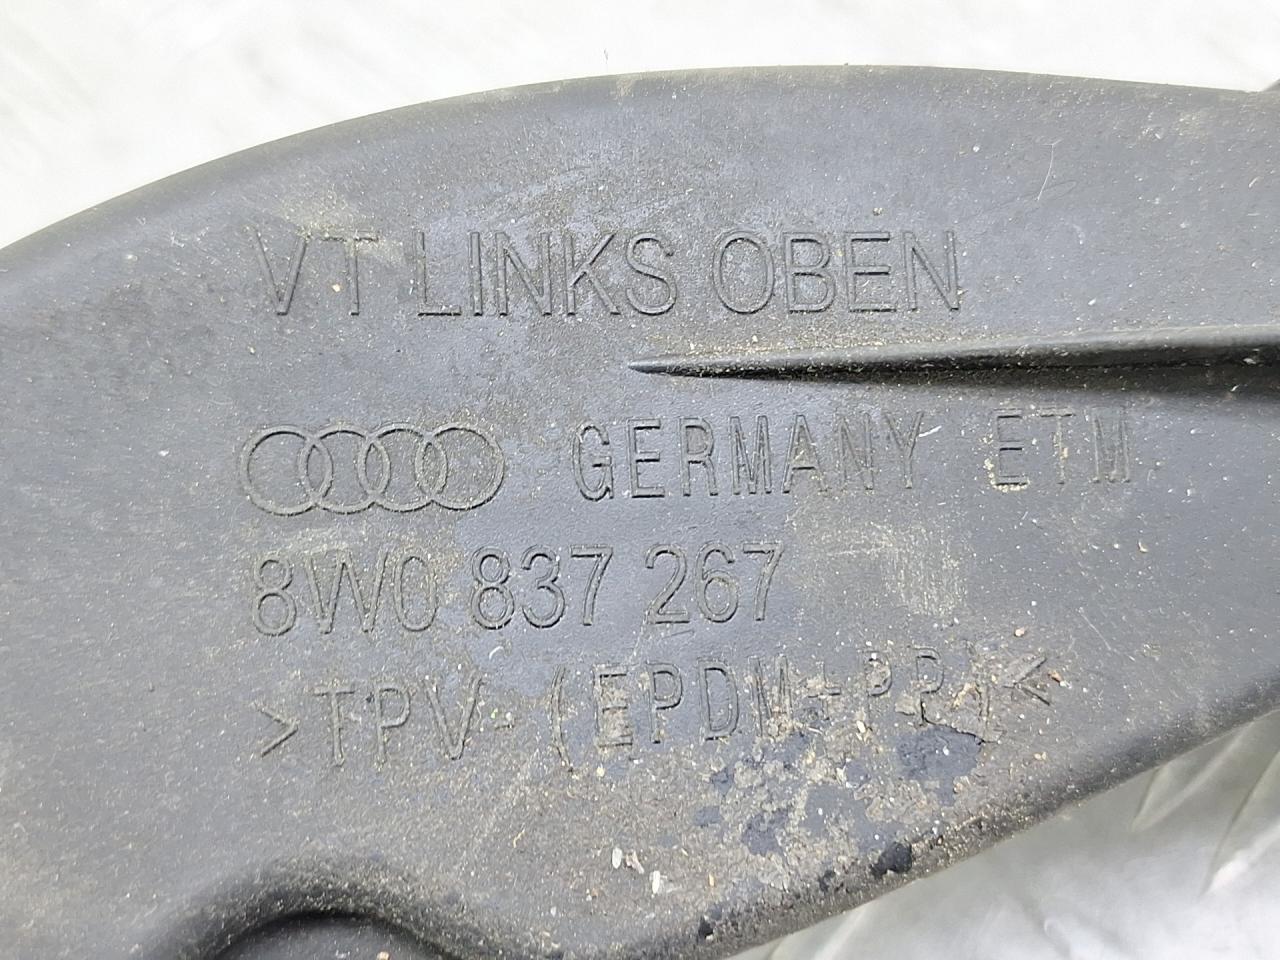 VT LINKS OBEN
GERMANY ETM
8W0 837 267
>TPV-(EPDM+PP)<